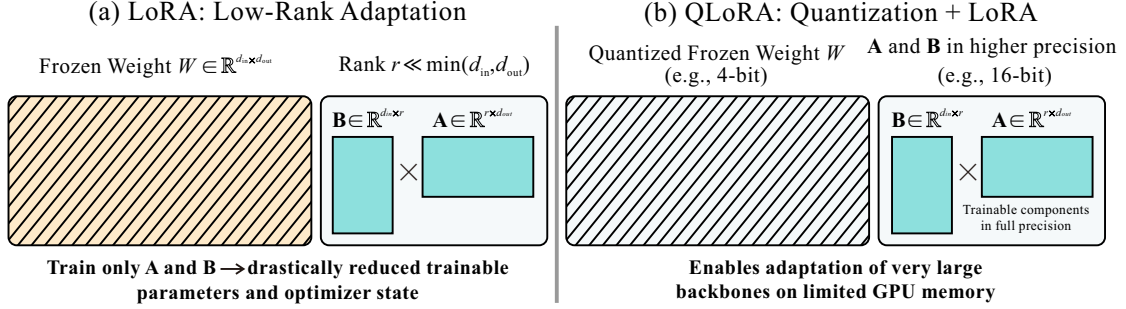 (a) LoRA: Low-Rank Adaptation
Frozen Weight W ∈ ℝ^{d_in×d_out}
Rank r ≪ min(d_in,d_out)
B ∈ ℝ^{d_in×r}
A ∈ ℝ^{r×d_out}
×
Train only A and B → drastically reduced trainable
parameters and optimizer state
(b) QLoRA: Quantization + LoRA
Quantized Frozen Weight W
(e.g., 4-bit)
A and B in higher precision
(e.g., 16-bit)
B ∈ ℝ^{d_in×r}
A ∈ ℝ^{r×d_out}
×
Trainable components
in full precision
Enables adaptation of very large
backbones on limited GPU memory